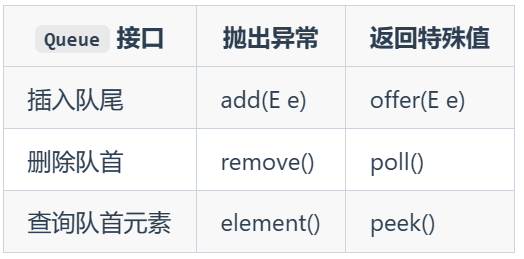 Queue 接口 抛出异常 返回特殊值
插入队尾 add(E e) offer(E e)
删除队首 remove() poll()
查询队首元素 element() peek()